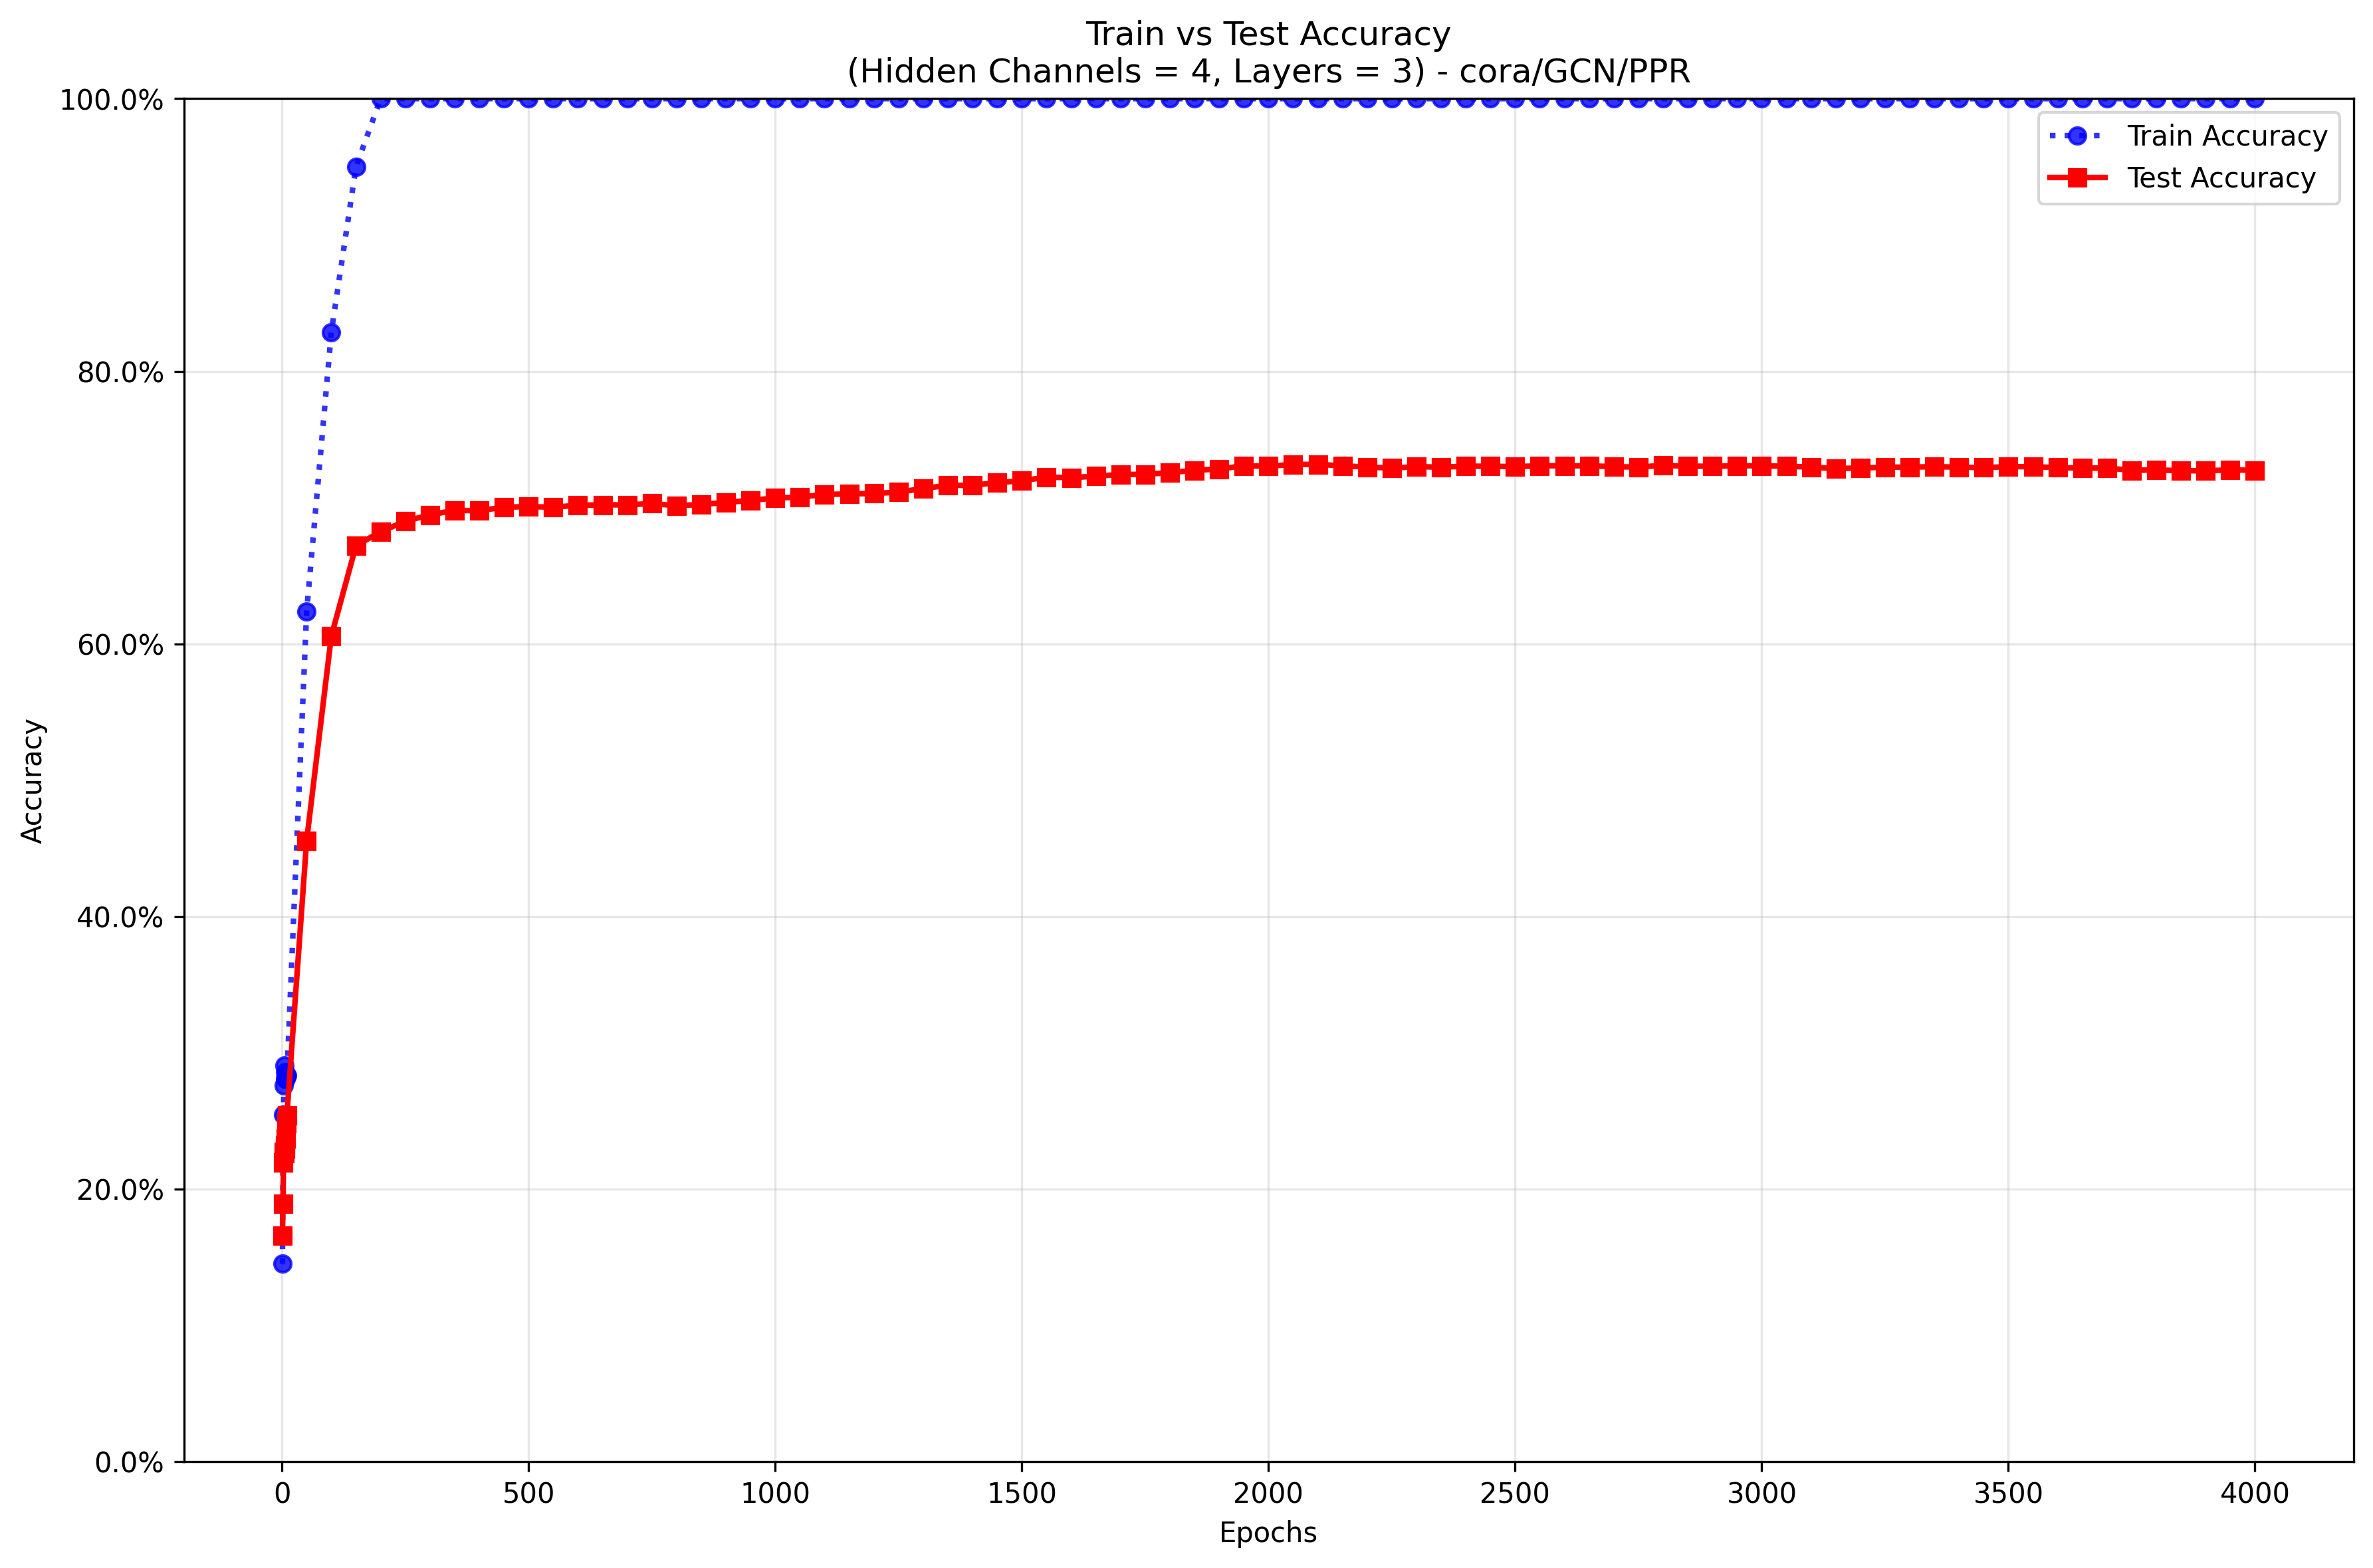 Train vs Test Accuracy
(Hidden Channels = 4, Layers = 3) - cora/GCN/PPR
100.0%
80.0%
60.0%
40.0%
20.0%
0.0%
Accuracy
Train Accuracy
Test Accuracy
0 500 1000 1500 2000 2500 3000 3500 4000
Epochs